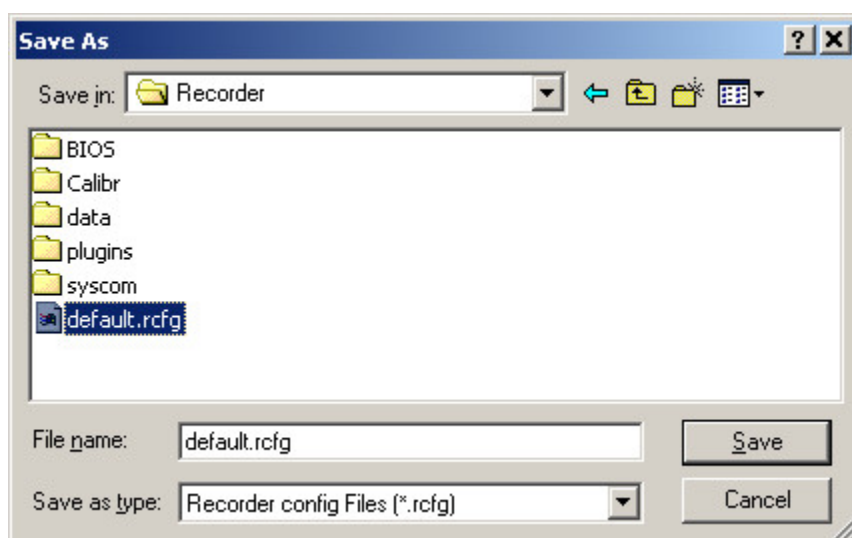 Save As
Save in: Recorder
BIOS
Calibr
data
plugins
syscom
default.rcfg
File name: default.rcfg Save
Save as type: Recorder config Files (*.rcfg) Cancel